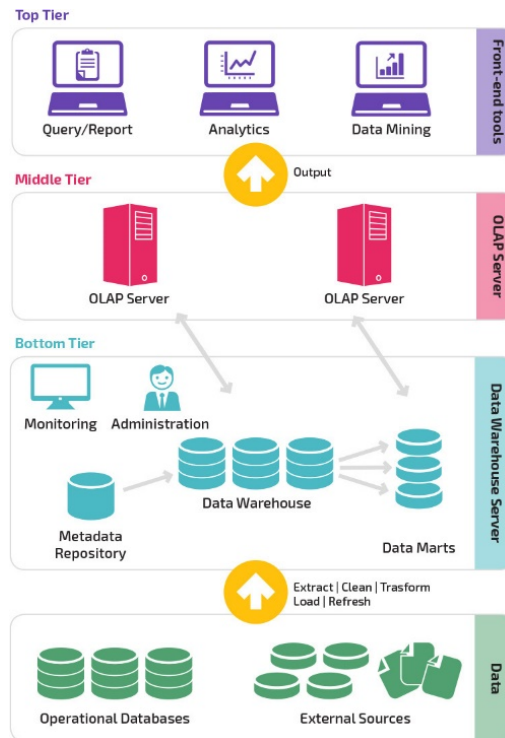 Top Tier
Query/Report
Analytics
Data Mining
Front-end tools
Output
Middle Tier
OLAP Server
OLAP Server
OLAP Server
Bottom Tier
Monitoring
Administration
Data Warehouse
Metadata
Repository
Data Marts
Data Warehouse Server
Extract | Clean | Trasform
Load | Refresh
Operational Databases
External Sources
Data